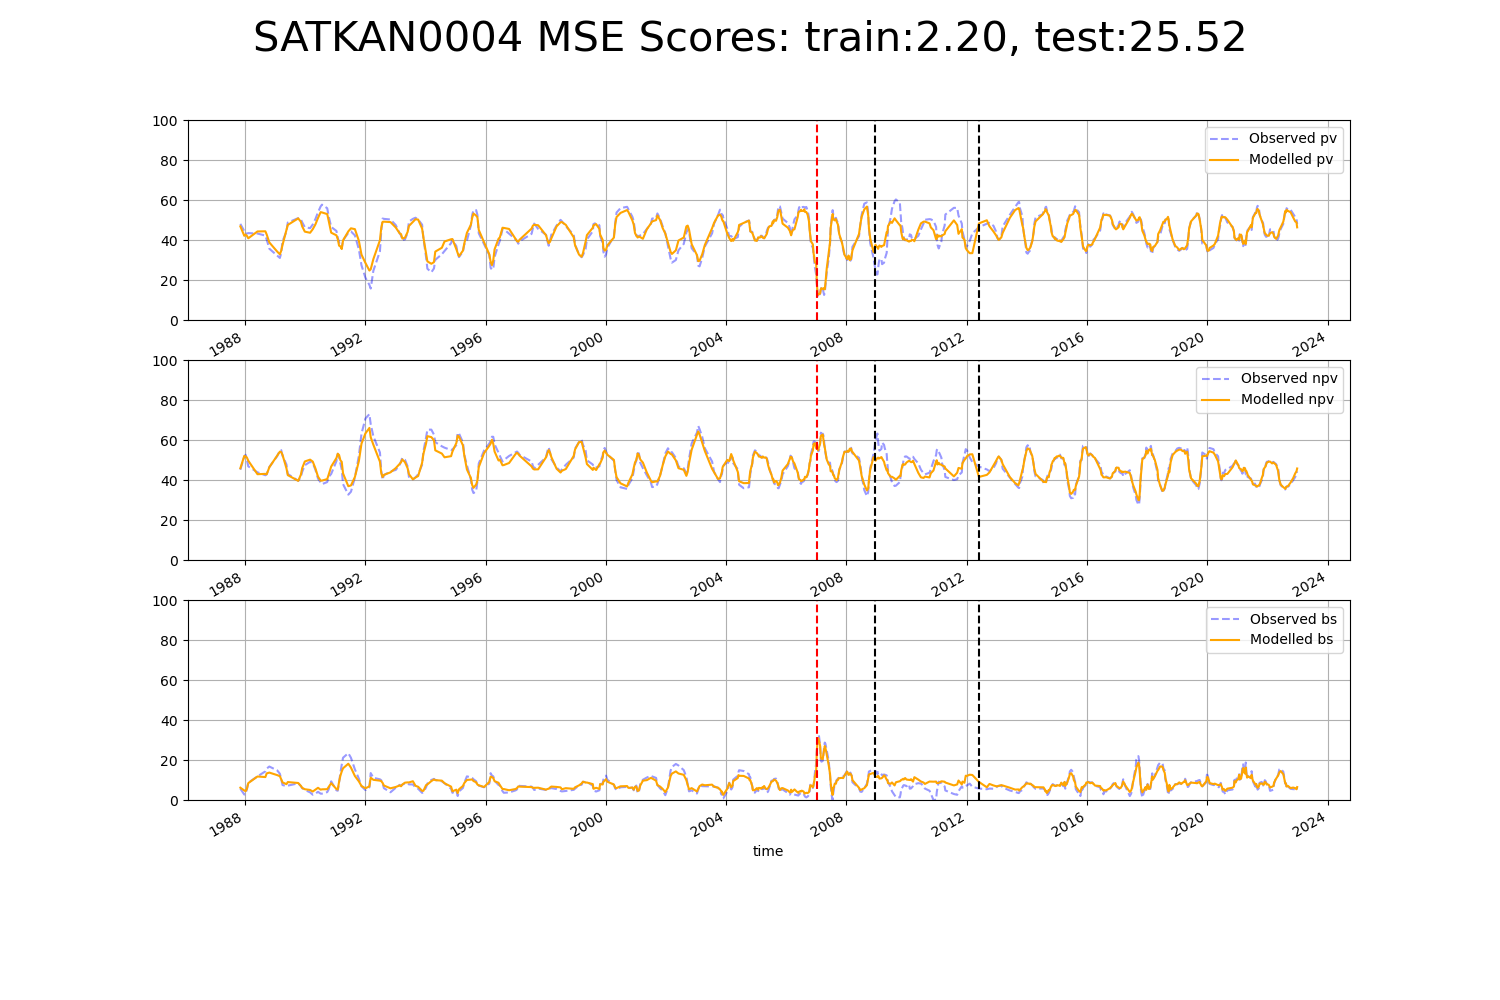 SATKAN0004 MSE Scores: train:2.20, test:25.52
100
80
60
40
20
0
Observed pv
Modelled pv
1988 1992 1996 2000 2004 2008 2012 2016 2020 2024
100
80
60
40
20
0
Observed npv
Modelled npv
1988 1992 1996 2000 2004 2008 2012 2016 2020 2024
100
80
60
40
20
0
Observed bs
Modelled bs
1988 1992 1996 2000 2004 2008 2012 2016 2020 2024
time